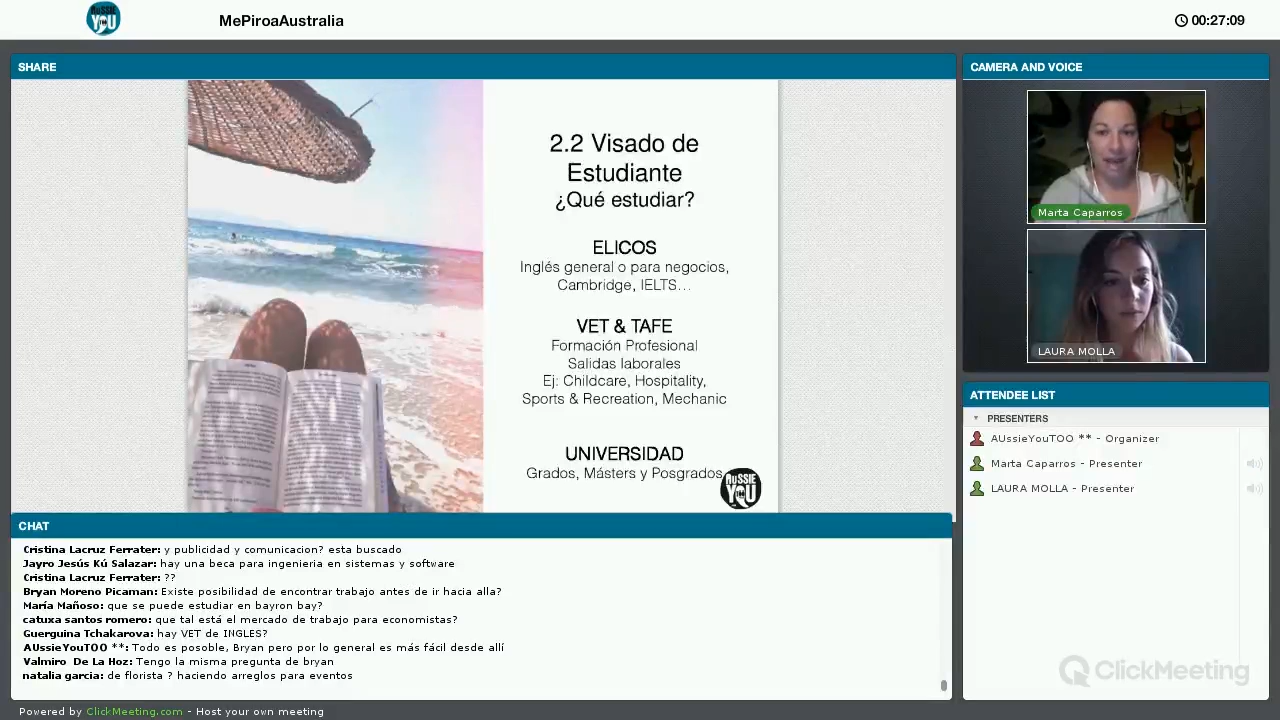 MePiroaAustralia
00:27:09
SHARE
2.2 Visado de
Estudiante
¿Qué estudiar?
ELICOS
Inglés general o para negocios,
Cambridge, IELTS...
VET & TAFE
Formación Profesional
Salidas laborales
Ej: Childcare, Hospitality,
Sports & Recreation, Mechanic
UNIVERSIDAD
Grados, Másters y Posgrados
AUSSIE
YOU
TOO
CAMERA AND VOICE
Marta Caparros
LAURA MOLLA
ATTENDEE LIST
PRESENTERS
AUssieYouTOO ** - Organizer
Marta Caparros - Presenter
LAURA MOLLA - Presenter
CHAT
Cristina Lacruz Ferrater: y publicidad y comunicacion? esta buscado
Jayro Jesús Kú Salazar: hay una beca para ingenieria en sistemas y software
Cristina Lacruz Ferrater: ??
Bryan Moreno Picaman: Existe posibilidad de encontrar trabajo antes de ir hacia alla?
María Mañoso: que se puede estudiar en bayron bay?
catuxa santos romero: que tal está el mercado de trabajo para economistas?
Guerguina Tchakarova: hay VET de INGLES?
AUssieYouTOO **: Todo es posoble, Bryan pero por lo general es más fácil desde allí
Valmiro De La Hoz: Tengo la misma pregunta de bryan
natalia garcia: de florista ? haciendo arreglos para eventos
ClickMeeting
Powered by ClickMeeting.com - Host your own meeting